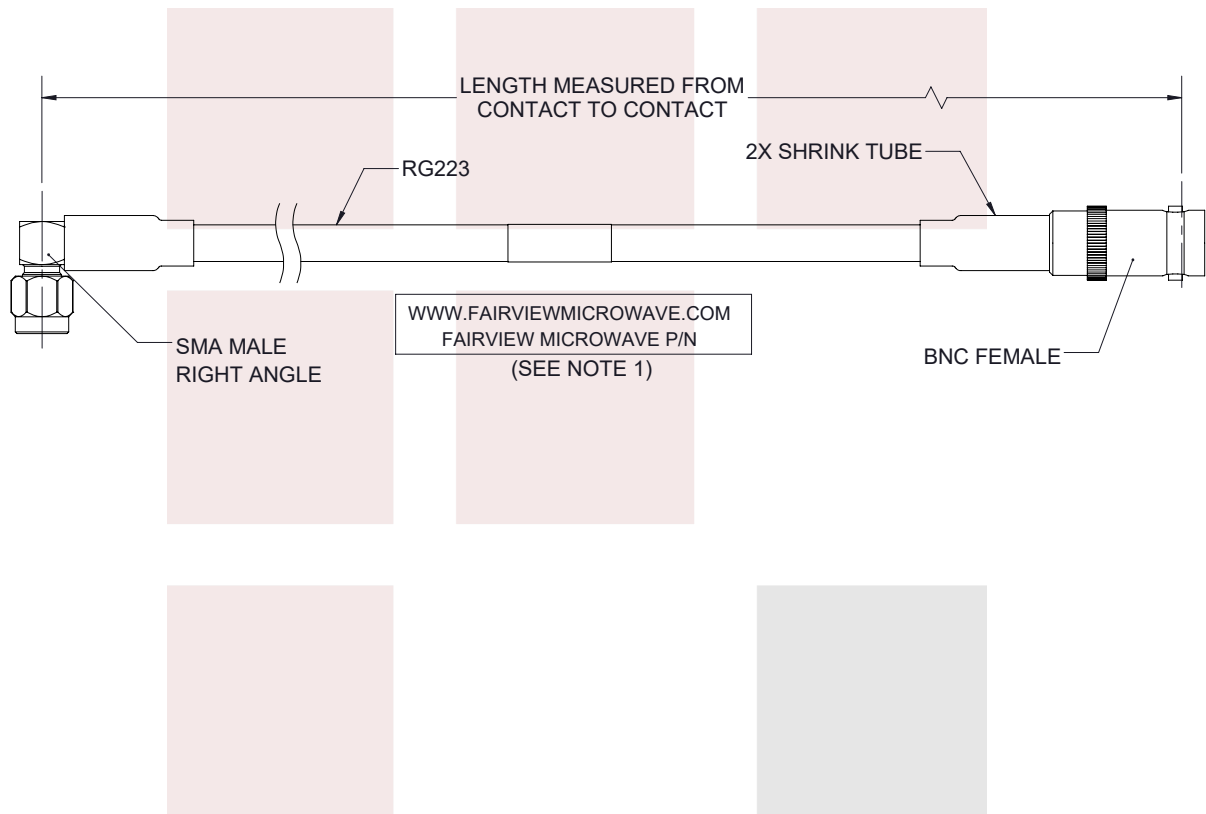 LENGTH MEASURED FROM
CONTACT TO CONTACT
2X SHRINK TUBE
RG223
WWW.FAIRVIEWMICROWAVE.COM
FAIRVIEW MICROWAVE P/N
(SEE NOTE 1)
SMA MALE
RIGHT ANGLE
BNC FEMALE